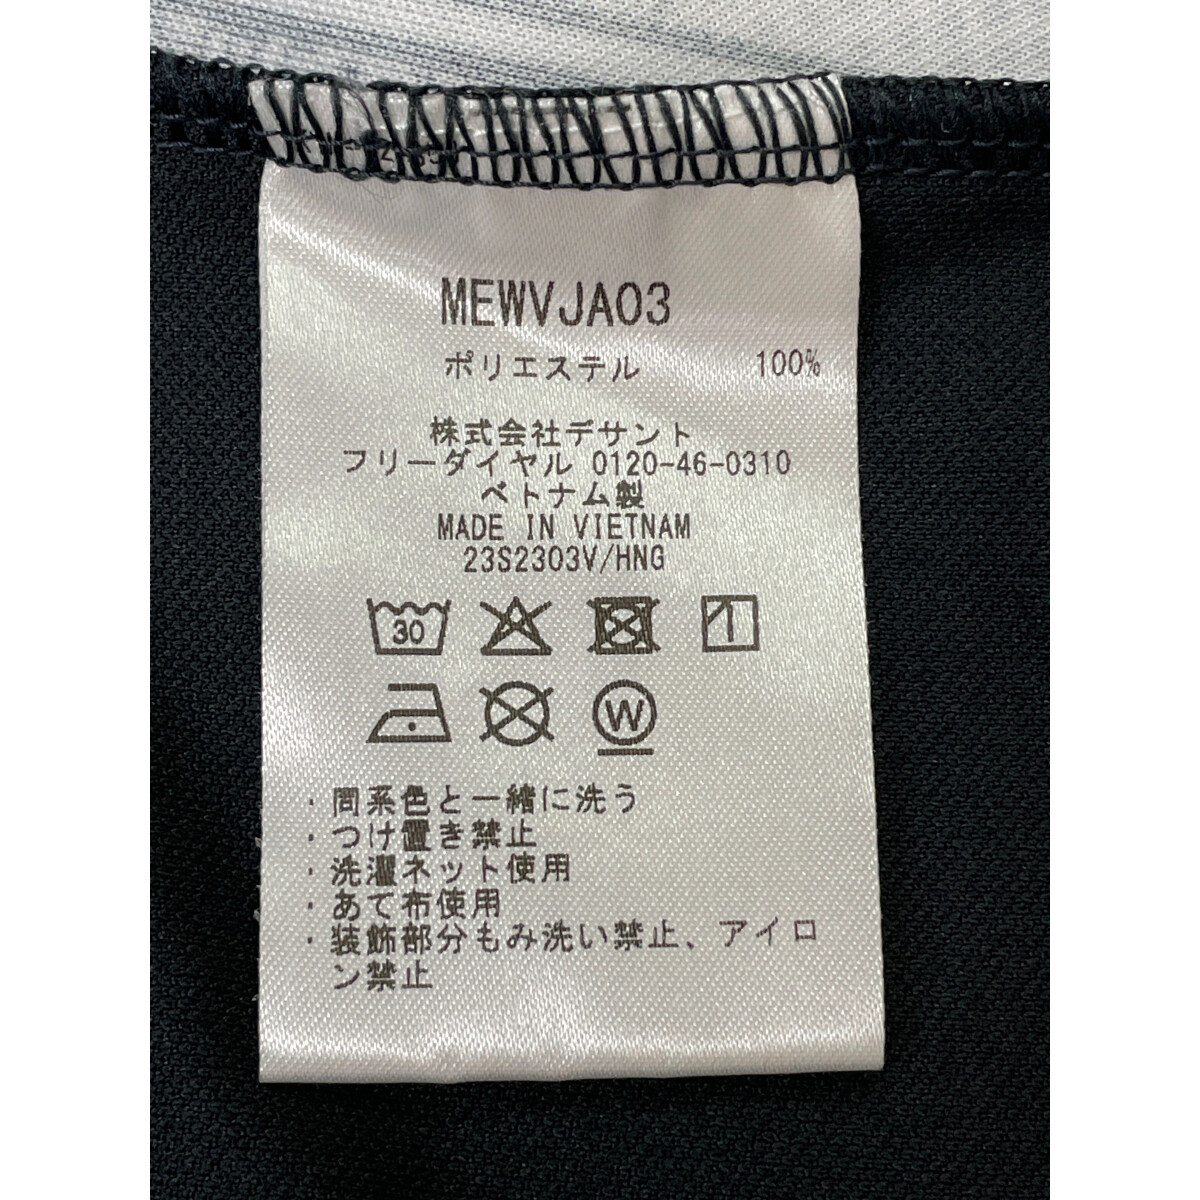 MEWVJA03
ポリエステル 100%
株式会社デサント
フリーダイヤル 0120-46-0310
ベトナム製
MADE IN VIETNAM
23S2303V/HNG
30
W
・同系色と一緒に洗う
・つけ置き禁止
・洗濯ネット使用
・あて布使用
・装飾部分もみ洗い禁止、アイロ
ン禁止